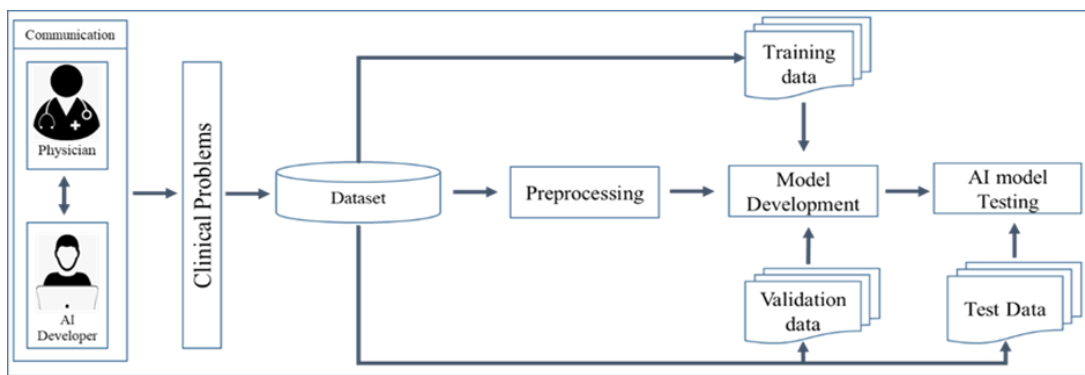 Communication
Physician
AI
Developer
Clinical Problems
Dataset
Preprocessing
Training
data
Model
Development
Validation
data
AI model
Testing
Test Data